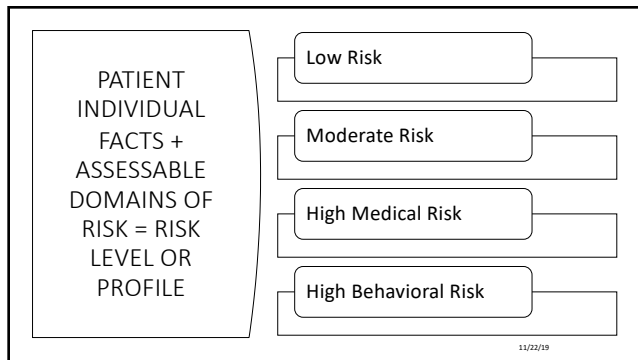 PATIENT
INDIVIDUAL
FACTS +
ASSESSABLE
DOMAINS OF
RISK = RISK
LEVEL OR
PROFILE
Low Risk
Moderate Risk
High Medical Risk
High Behavioral Risk
11/22/19